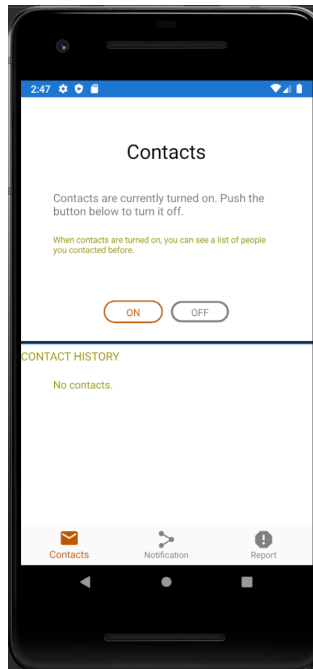 2:47
Contacts
Contacts are currently turned on. Push the
button below to turn it off.
When contacts are turned on, you can see a list of people
you contacted before.
ON OFF
CONTACT HISTORY
No contacts.
Contacts Notification Report